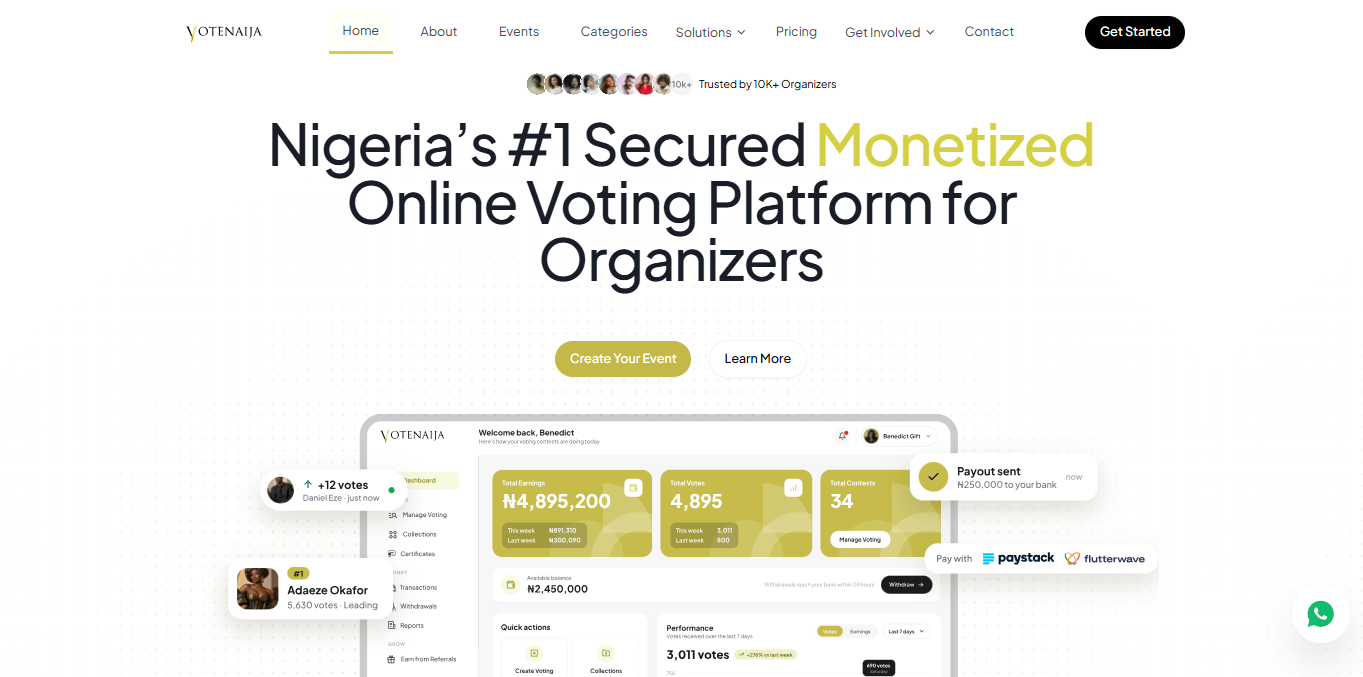 VOTENAIJA
Home
About
Events
Categories
Solutions
Pricing
Get Involved
Contact
Get Started
10k+
Trusted by 10K+ Organizers
Nigeria’s #1 Secured Monetized
Online Voting Platform for
Organizers
Create Your Event
Learn More
VOTENAIJA
Welcome back, Benedict
Here's how your voting contests are doing today
Benedict Gift
+12 votes
Daniel Eze · just now
Dashboard
Manage Voting
Collections
Certificates
Transactions
Withdrawals
Reports
GROW
Earn from Referrals
#1
Adaeze Okafor
5,630 votes · Leading
Total Earnings
₦4,895,200
This week ₦891,310
Last week ₦300,090
Total Votes
4,895
This week 3,011
Last week 800
Total Contests
34
Manage Voting
Payout sent
₦250,000 to your bank
now
Pay with paystack flutterwave
Available balance
₦2,450,000
Withdrawals reach your bank within 24 hours
Withdraw →
Quick actions
Create Voting
Collections
Performance
Votes received over the last 7 days
Votes
Earnings
Last 7 days
3,011 votes
+276% vs last week
690 votes
Saturday
750